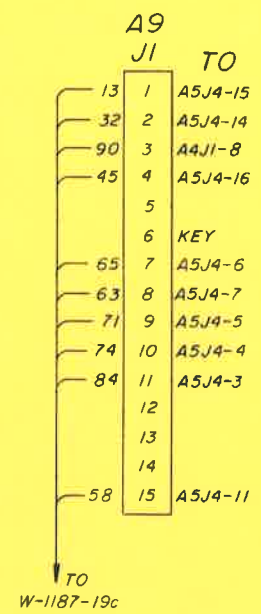 A9
J1 TO
13 1 A5J4-15
32 2 A5J4-14
90 3 A4J1-8
45 4 A5J4-16
5
6 KEY
65 7 A5J4-6
63 8 A5J4-7
71 9 A5J4-5
74 10 A5J4-4
84 11 A5J4-3
12
13
14
58 15 A5J4-11
TO
W-1187-19c